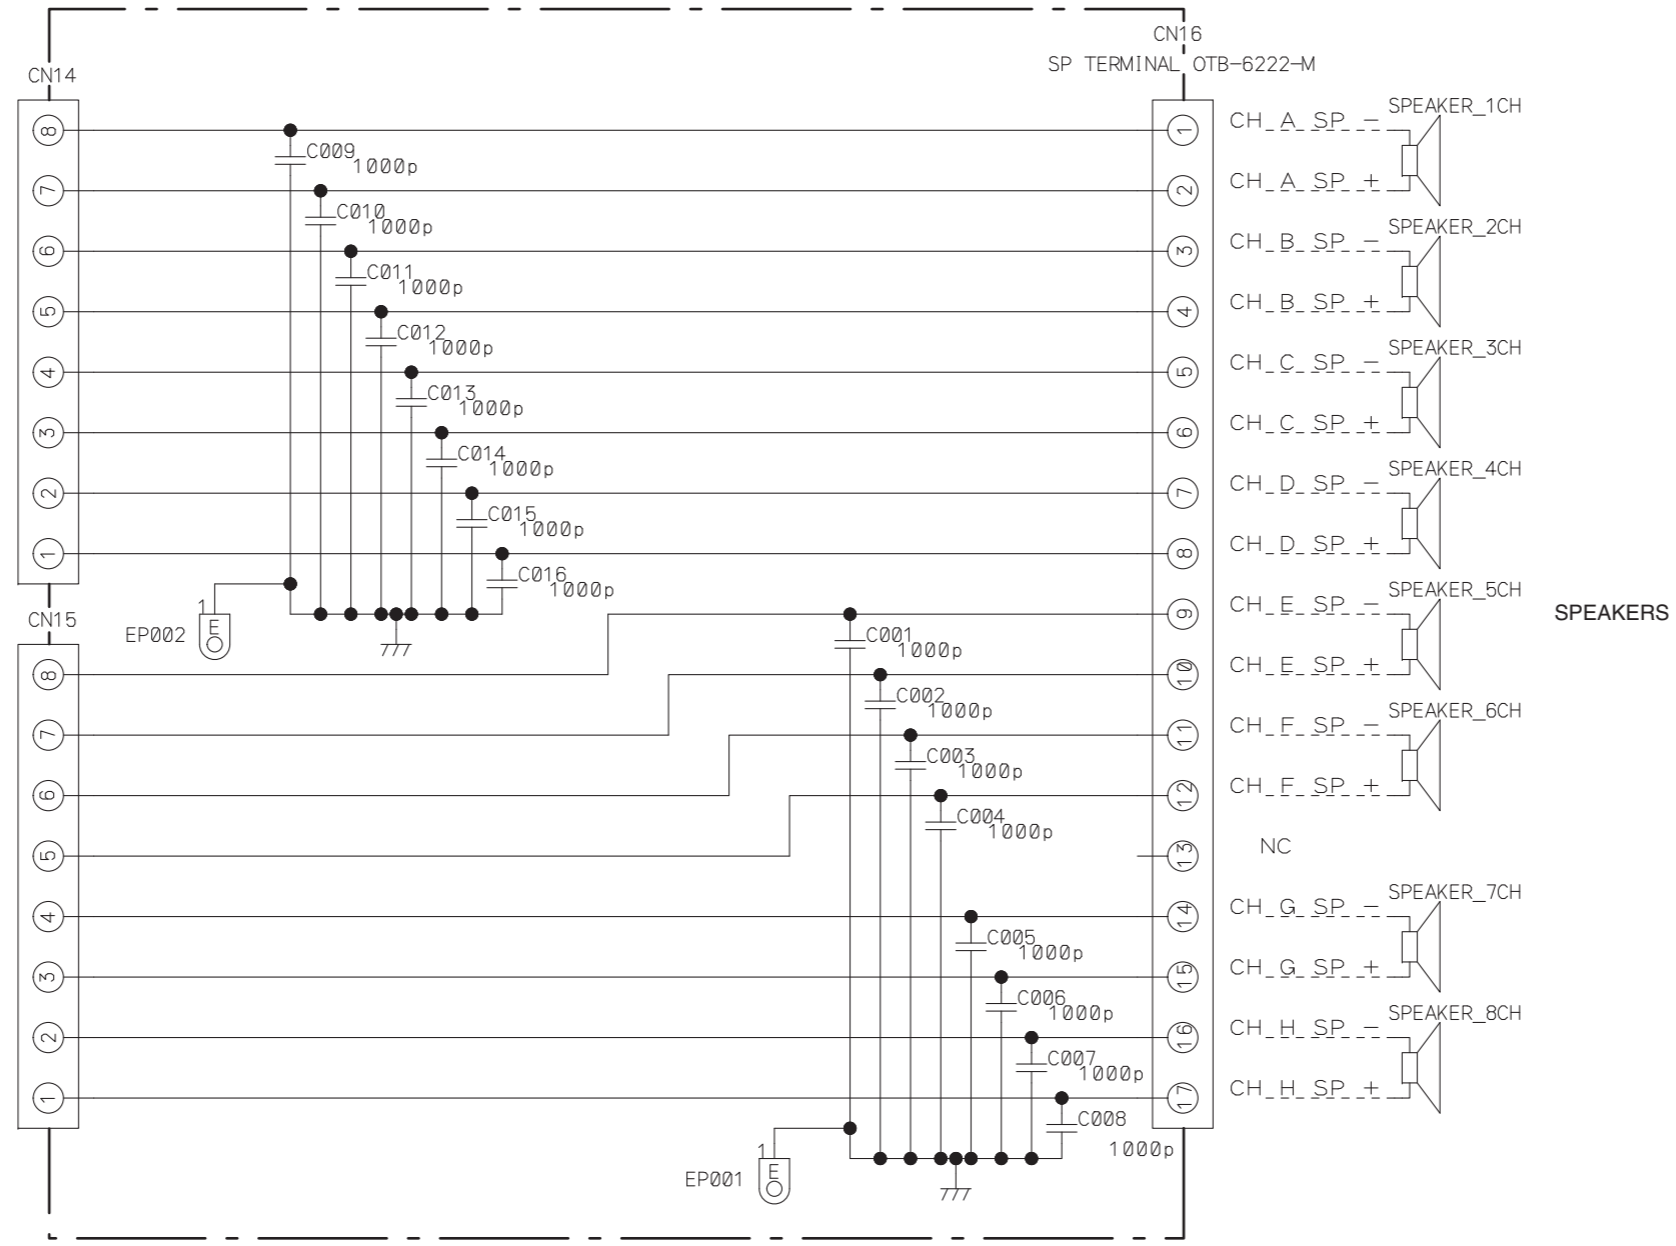 CN16
SP TERMINAL OTB-6222-M
CN14
8 1 CH_A_SP_- SPEAKER_1CH
C009 1000p
7 2 CH_A_SP_+
C010 1000p
6 3 CH_B_SP_- SPEAKER_2CH
C011 1000p
5 4 CH_B_SP_+
C012 1000p
4 5 CH_C_SP_- SPEAKER_3CH
C013 1000p
3 6 CH_C_SP_+
C014 1000p
2 7 CH_D_SP_- SPEAKER_4CH
C015 1000p
1 8 CH_D_SP_+
C016 1000p
CN15
EP002 1 E
9 CH_E_SP_- SPEAKER_5CH
SPEAKERS
C001 1000p
8 10 CH_E_SP_+
C002 1000p
7 11 CH_F_SP_- SPEAKER_6CH
C003 1000p
6 12 CH_F_SP_+
C004 1000p
5 13 NC
4 14 CH_G_SP_- SPEAKER_7CH
C005 1000p
3 15 CH_G_SP_+
C006 1000p
2 16 CH_H_SP_- SPEAKER_8CH
C007 1000p
1 17 CH_H_SP_+
C008 1000p
EP001 1 E